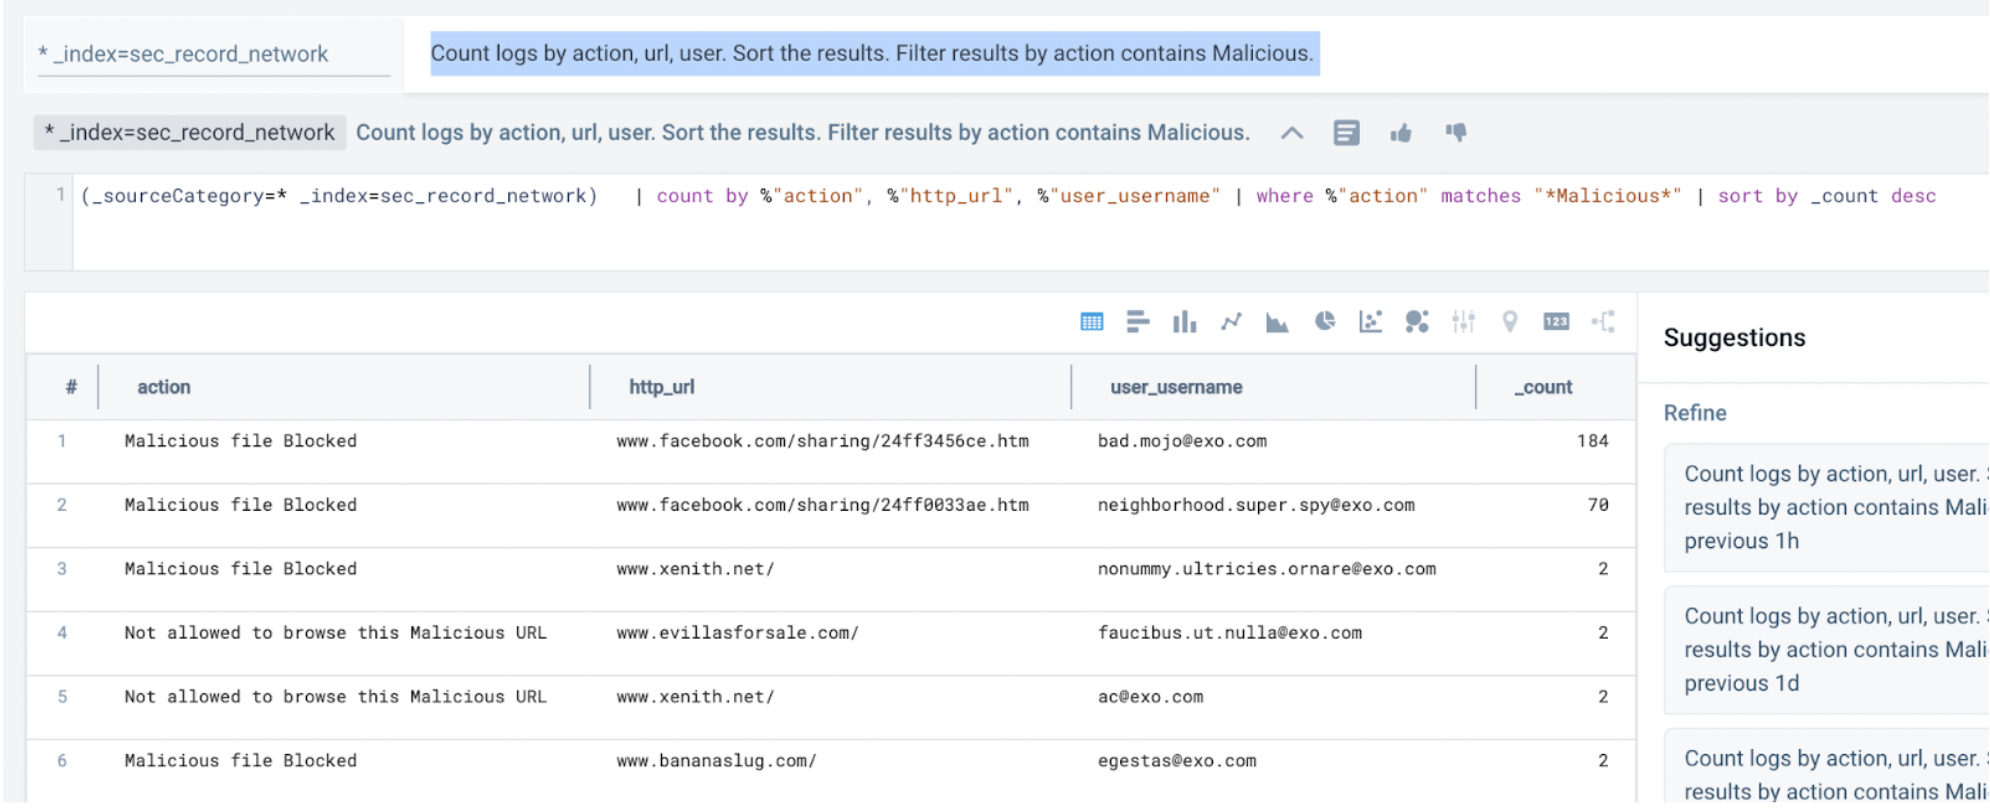 * _index=sec_record_network Count logs by action, url, user. Sort the results. Filter results by action contains Malicious.
* _index=sec_record_network Count logs by action, url, user. Sort the results. Filter results by action contains Malicious.
1 (_sourceCategory=* _index=sec_record_network) | count by %"action", %"http_url", %"user_username" | where %"action" matches "*Malicious*" | sort by _count desc
123
# action http_url user_username _count
1 Malicious file Blocked www.facebook.com/sharing/24ff3456ce.htm bad.mojo@exo.com 184
2 Malicious file Blocked www.facebook.com/sharing/24ff0033ae.htm neighborhood.super.spy@exo.com 70
3 Malicious file Blocked www.xenith.net/ nonummy.ultricies.ornare@exo.com 2
4 Not allowed to browse this Malicious URL www.evillasforsale.com/ faucibus.ut.nulla@exo.com 2
5 Not allowed to browse this Malicious URL www.xenith.net/ ac@exo.com 2
6 Malicious file Blocked www.bananaslug.com/ egestas@exo.com 2
Suggestions
Refine
Count logs by action, url, user.
results by action contains Mali
previous 1h
Count logs by action, url, user.
results by action contains Mali
previous 1d
Count logs by action, url, user.
results by action contains Mali